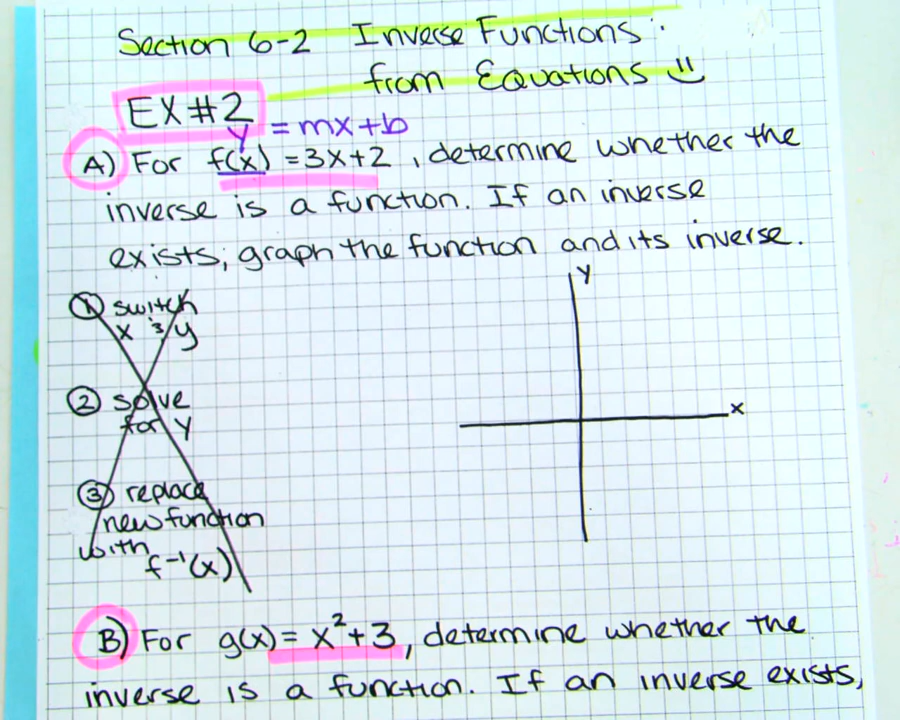 Section 6-2 Inverse Functions
from Equations
EX#2
y = mx+b
A) For f(x) = 3x+2, determine whether the
inverse is a function. If an inverse
exists, graph the function and its inverse.
① switch
x & y
② solve
for y
③ replace
new function
with
f⁻¹(x)
y
x
B) For g(x) = x²+3, determine whether the
inverse is a function. If an inverse exists,